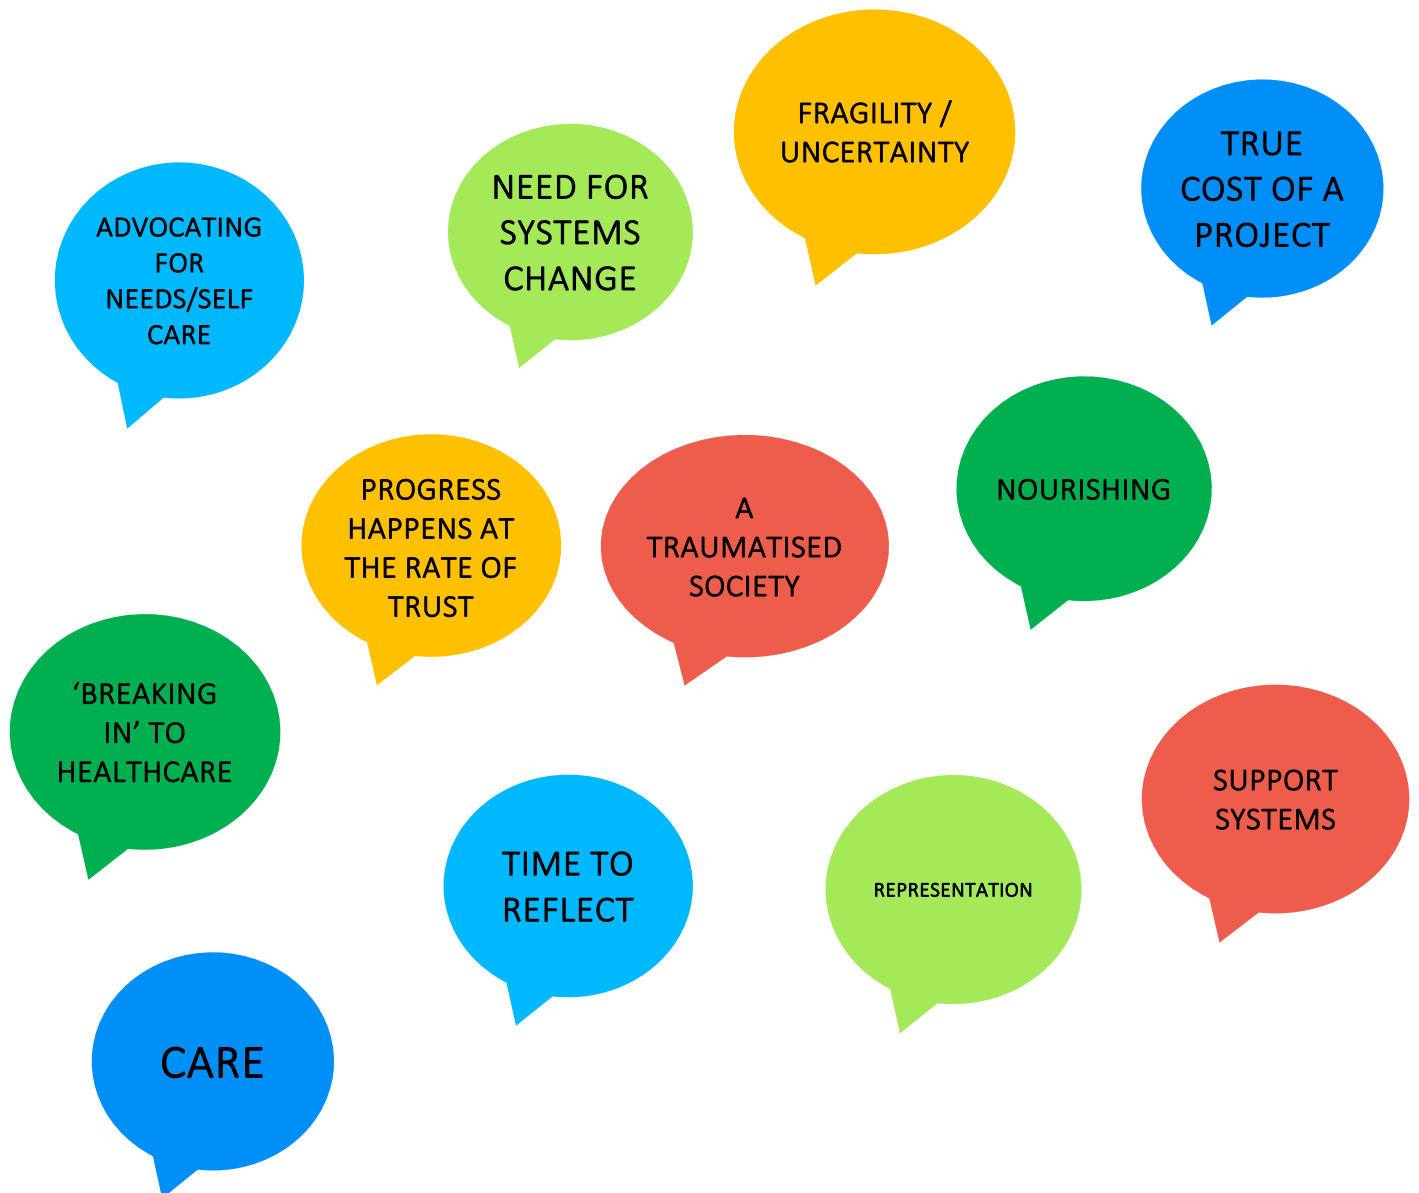 FRAGILITY /
UNCERTAINTY
TRUE
COST OF A
PROJECT
NEED FOR
SYSTEMS
CHANGE
ADVOCATING
FOR
NEEDS/SELF
CARE
PROGRESS
HAPPENS AT
THE RATE OF
TRUST
A
TRAUMATISED
SOCIETY
NOURISHING
‘BREAKING
IN’ TO
HEALTHCARE
SUPPORT
SYSTEMS
TIME TO
REFLECT
REPRESENTATION
CARE